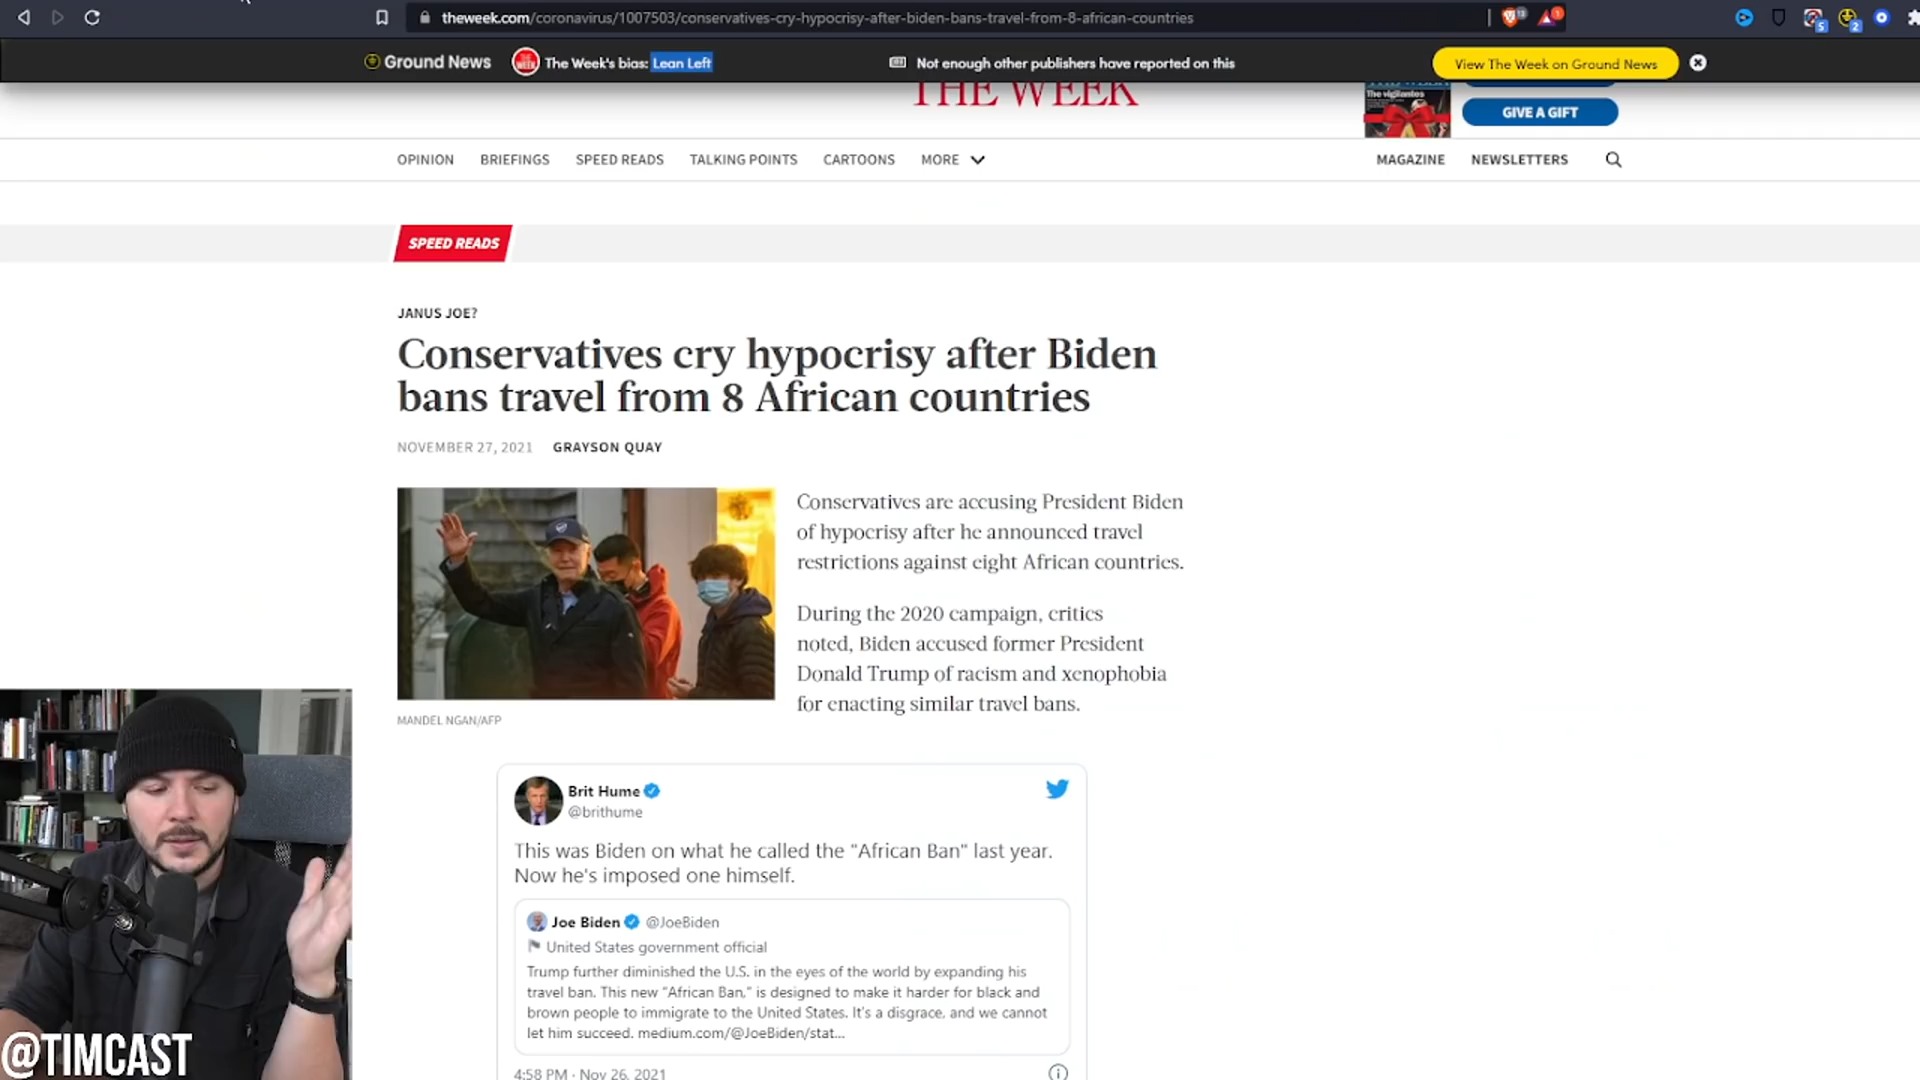 theweek.com/coronavirus/1007503/conservatives-cry-hypocrisy-after-biden-bans-travel-from-8-african-countries
Ground News
The Week's bias: Lean Left
Not enough other publishers have reported on this
View The Week on Ground News
THE WEEK
The vigilantes
GIVE A GIFT
OPINION BRIEFINGS SPEED READS TALKING POINTS CARTOONS MORE
MAGAZINE NEWSLETTERS
SPEED READS
JANUS JOE?
Conservatives cry hypocrisy after Biden
bans travel from 8 African countries
NOVEMBER 27, 2021 GRAYSON QUAY
Conservatives are accusing President Biden
of hypocrisy after he announced travel
restrictions against eight African countries.
During the 2020 campaign, critics
noted, Biden accused former President
Donald Trump of racism and xenophobia
for enacting similar travel bans.
MANDEL NGAN/AFP
Brit Hume
@brithume
This was Biden on what he called the "African Ban" last year.
Now he's imposed one himself.
Joe Biden @JoeBiden
United States government official
Trump further diminished the U.S. in the eyes of the world by expanding his
travel ban. This new "African Ban," is designed to make it harder for black and
brown people to immigrate to the United States. It's a disgrace, and we cannot
let him succeed. medium.com/@JoeBiden/stat...
4:58 PM · Nov 26, 2021
@TIMCAST